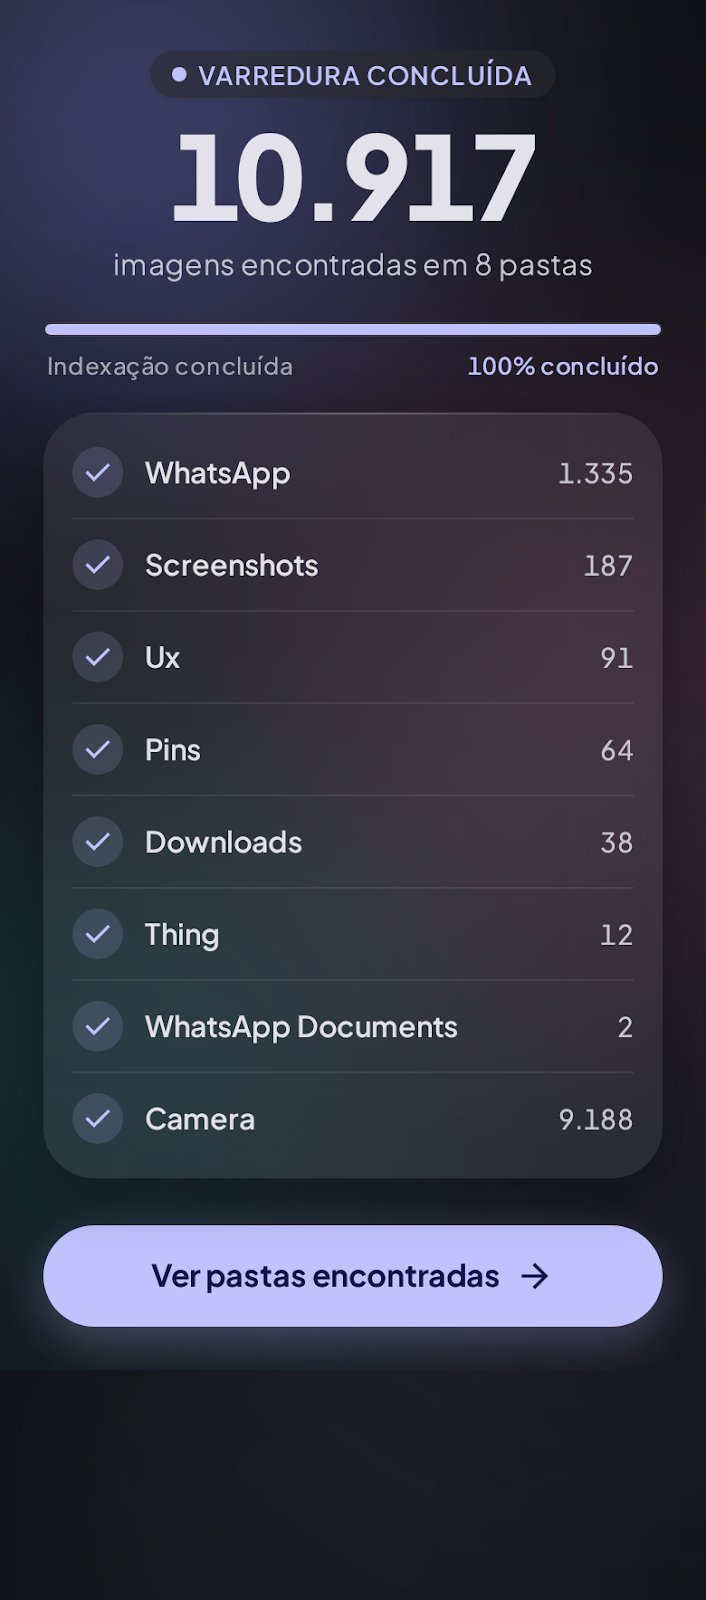 VARREDURA CONCLUÍDA
10.917
imagens encontradas em 8 pastas
Indexação concluída 100% concluído
WhatsApp 1.335
Screenshots 187
Ux 91
Pins 64
Downloads 38
Thing 12
WhatsApp Documents 2
Camera 9.188
Ver pastas encontradas →